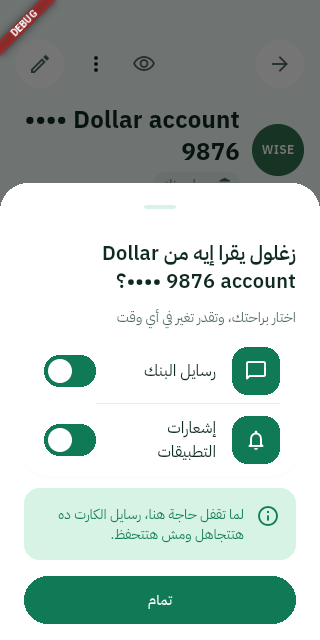 DEBUG
Dollar account ••••
9876
WISE
زغلول يقرا إيه من Dollar
account ••••9876؟
اختار براحتك، وتقدر تغير في أي وقت
رسايل البنك
إشعارات
التطبيقات
لما تقفل حاجة هنا، رسايل الكارت ده
هتتجاهل ومش هتتحفظ.
تمام